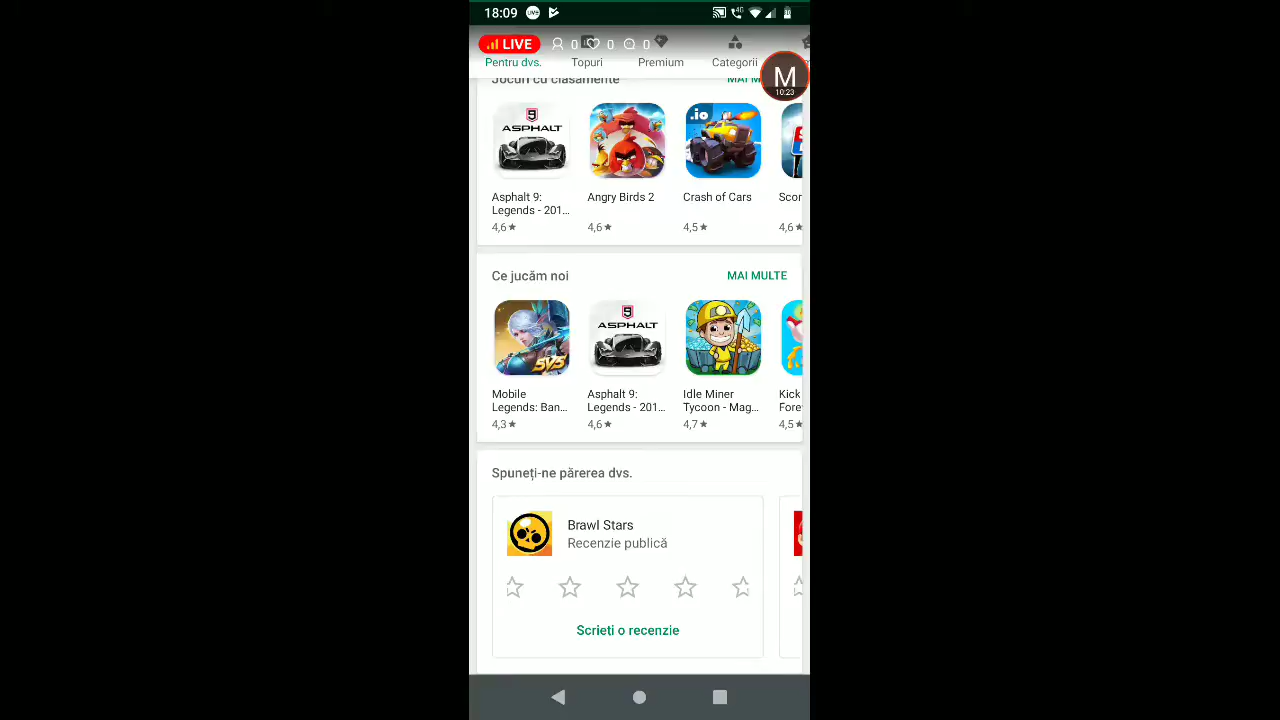 18:09 LIVE 4G
LIVE 0 0 0
Pentru dvs. Topuri Premium Categorii
M
10:23
Jocuri cu clasamente MAI M
9
ASPHALT
.io
Asphalt 9:
Legends - 201...
4,6★
Angry Birds 2
4,6★
Crash of Cars
4,5★
Scor
4,6★
Ce jucăm noi MAI MULTE
5V5
9
ASPHALT
Mobile
Legends: Ban...
4,3★
Asphalt 9:
Legends - 201...
4,6★
Idle Miner
Tycoon - Mag...
4,7★
Kick
Fore
4,5★
Spuneți-ne părerea dvs.
Brawl Stars
Recenzie publică
Scrieti o recenzie